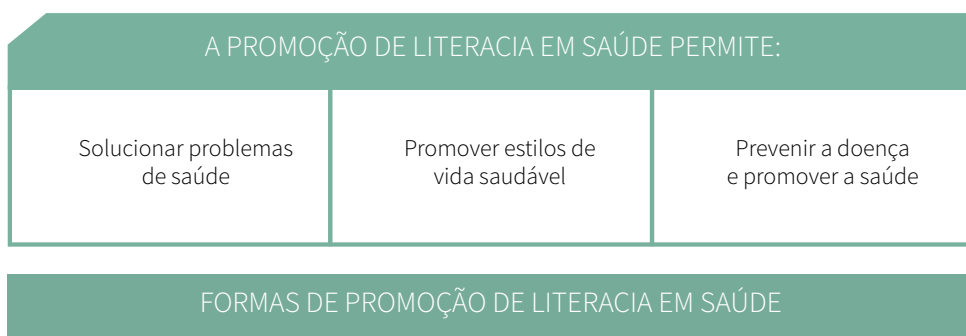 A PROMOÇÃO DE LITERACIA EM SAÚDE PERMITE:
Solucionar problemas
de saúde
Promover estilos de
vida saudável
Prevenir a doença
e promover a saúde
FORMAS DE PROMOÇÃO DE LITERACIA EM SAÚDE